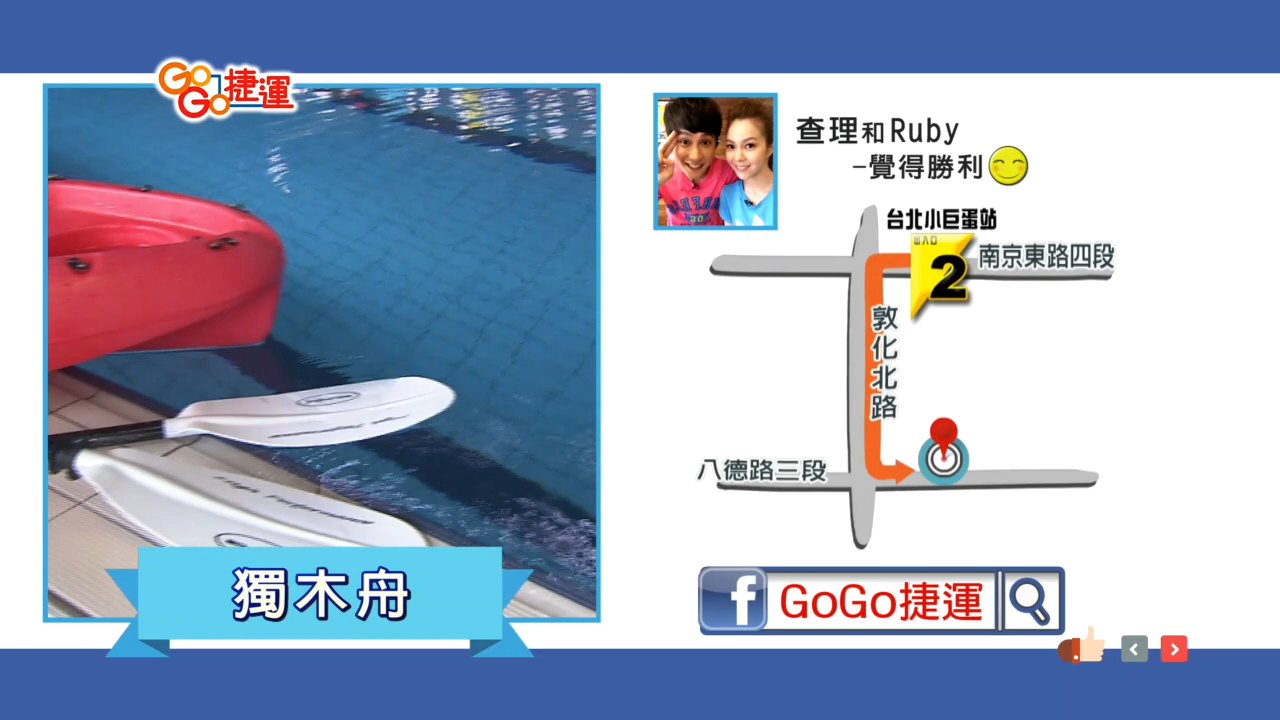 GoGo捷運
查理和Ruby
–覺得勝利
台北小巨蛋站
出入口
2
南京東路四段
敦化北路
八德路三段
獨木舟
f GoGo捷運